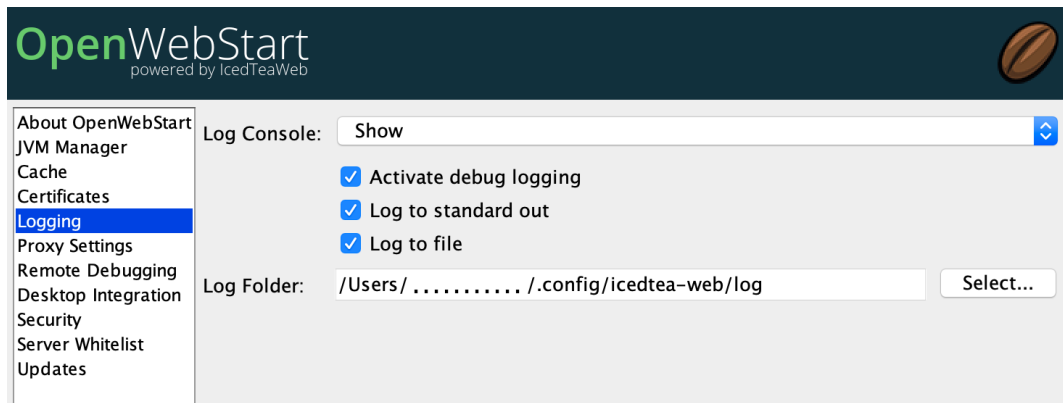 OpenWebStart
powered by IcedTeaWeb
About OpenWebStart
JVM Manager
Cache
Certificates
Logging
Proxy Settings
Remote Debugging
Desktop Integration
Security
Server Whitelist
Updates
Log Console: Show
Activate debug logging
Log to standard out
Log to file
Log Folder: /Users/ ........... /.config/icedtea-web/log Select...